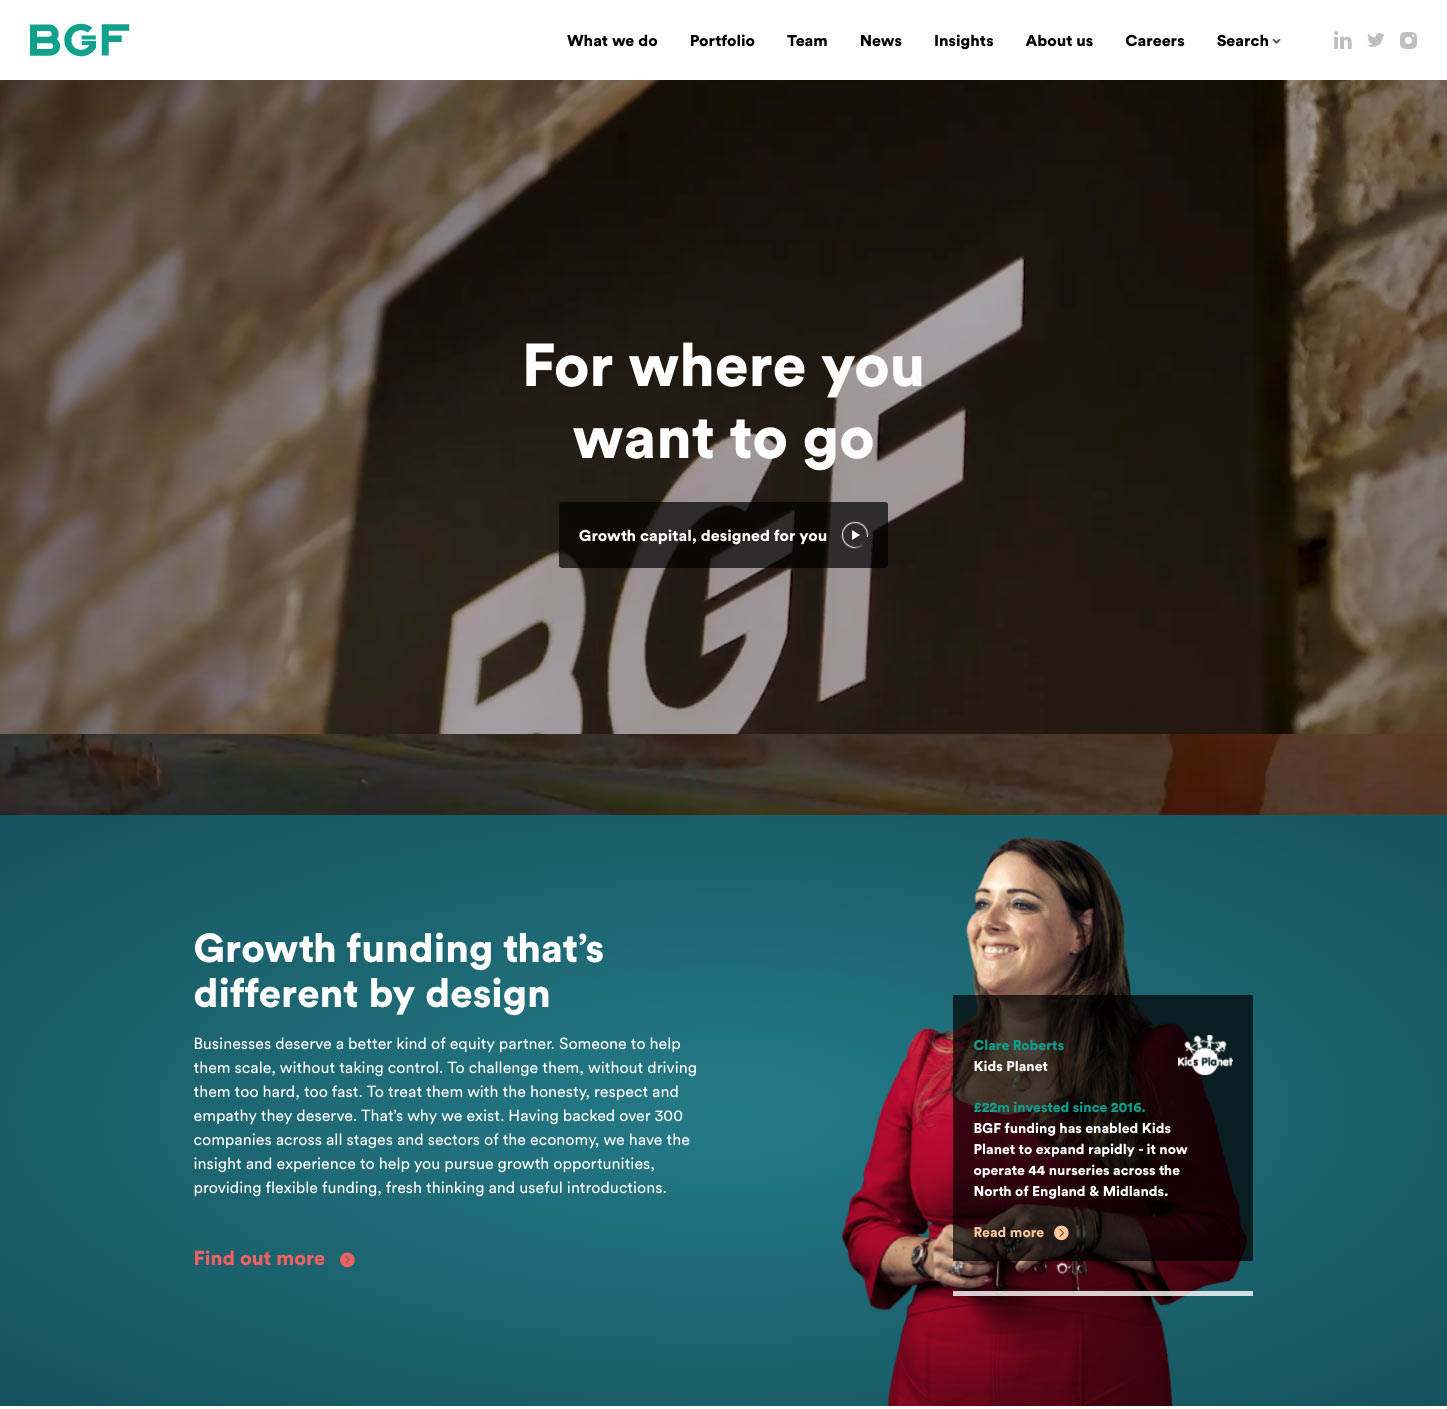 BGF
What we do
Portfolio
Team
News
Insights
About us
Careers
Search
in
For where you
want to go
Growth capital, designed for you
BGF
Growth funding that’s
different by design
Businesses deserve a better kind of equity partner. Someone to help
them scale, without taking control. To challenge them, without driving
them too hard, too fast. To treat them with the honesty, respect and
empathy they deserve. That’s why we exist. Having backed over 300
companies across all stages and sectors of the economy, we have the
insight and experience to help you pursue growth opportunities,
providing flexible funding, fresh thinking and useful introductions.
Find out more
Clare Roberts
Kids Planet
Kids Planet
£22m invested since 2016.
BGF funding has enabled Kids
Planet to expand rapidly - it now
operate 44 nurseries across the
North of England & Midlands.
Read more